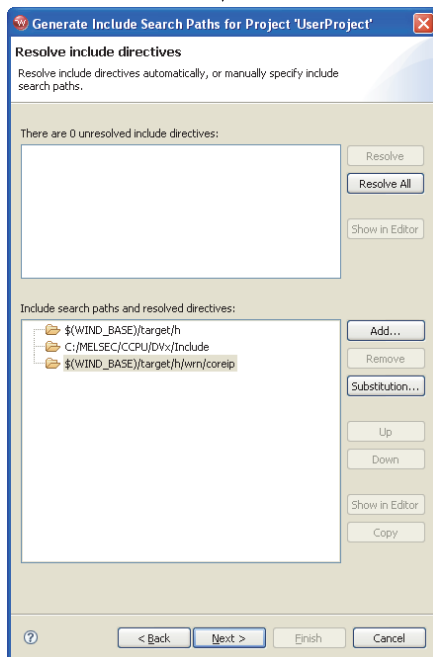 Generate Include Search Paths for Project 'UserProject'
Resolve include directives
Resolve include directives automatically, or manually specify include
search paths.
There are 0 unresolved include directives:
Resolve
Resolve All
Show in Editor
Include search paths and resolved directives:
$(WIND_BASE)/target/h
C:/MELSEC/CCPU/DVx/Include
$(WIND_BASE)/target/h/wrn/coreip
Add...
Remove
Substitution...
Up
Down
Show in Editor
Copy
< Back
Next >
Finish
Cancel